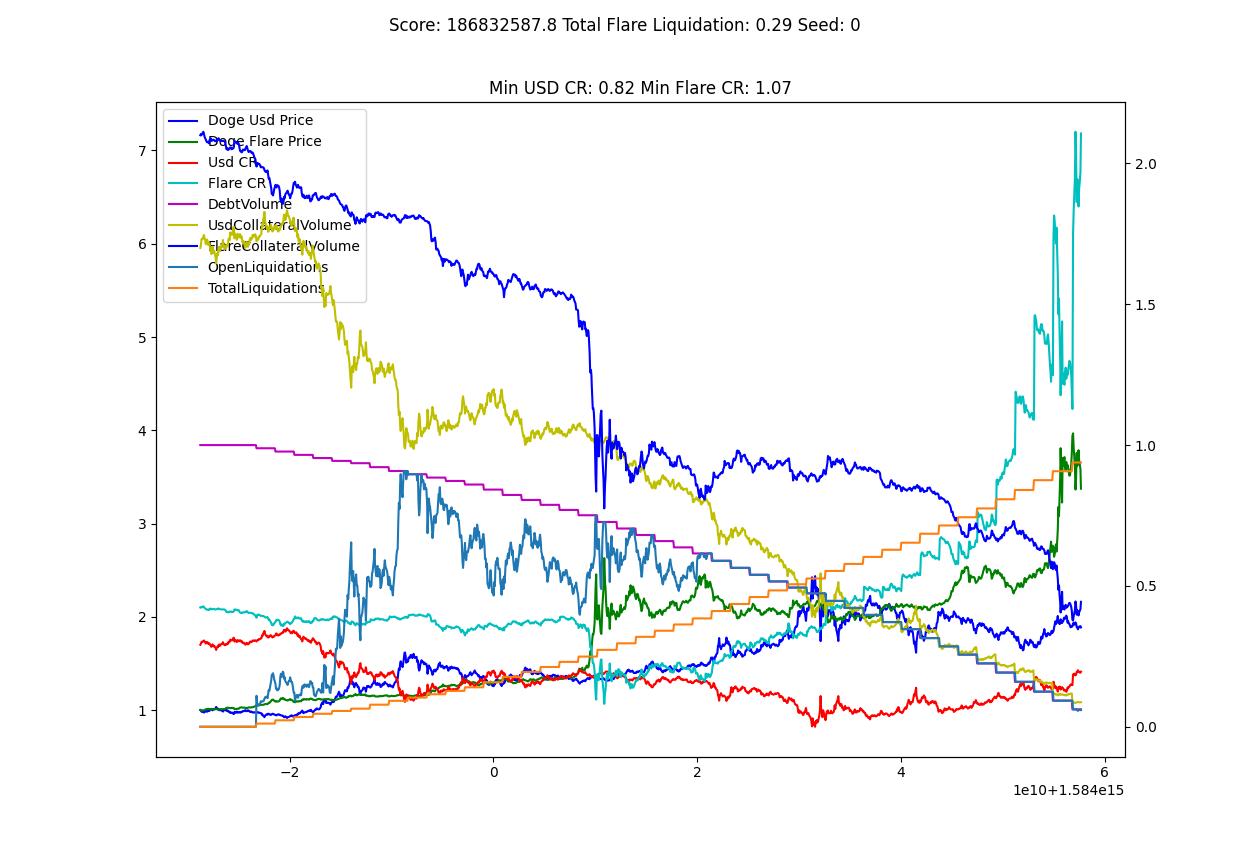 Score: 186832587.8 Total Flare Liquidation: 0.29 Seed: 0
Min USD CR: 0.82 Min Flare CR: 1.07
Doge Usd Price
Doge Flare Price
Usd CR
Flare CR
DebtVolume
UsdCollateralVolume
FlareCollateralVolume
OpenLiquidations
TotalLiquidations
7
6
5
4
3
2
1
2.0
1.5
1.0
0.5
0.0
−2
0
2
4
6
1e10+1.584e15